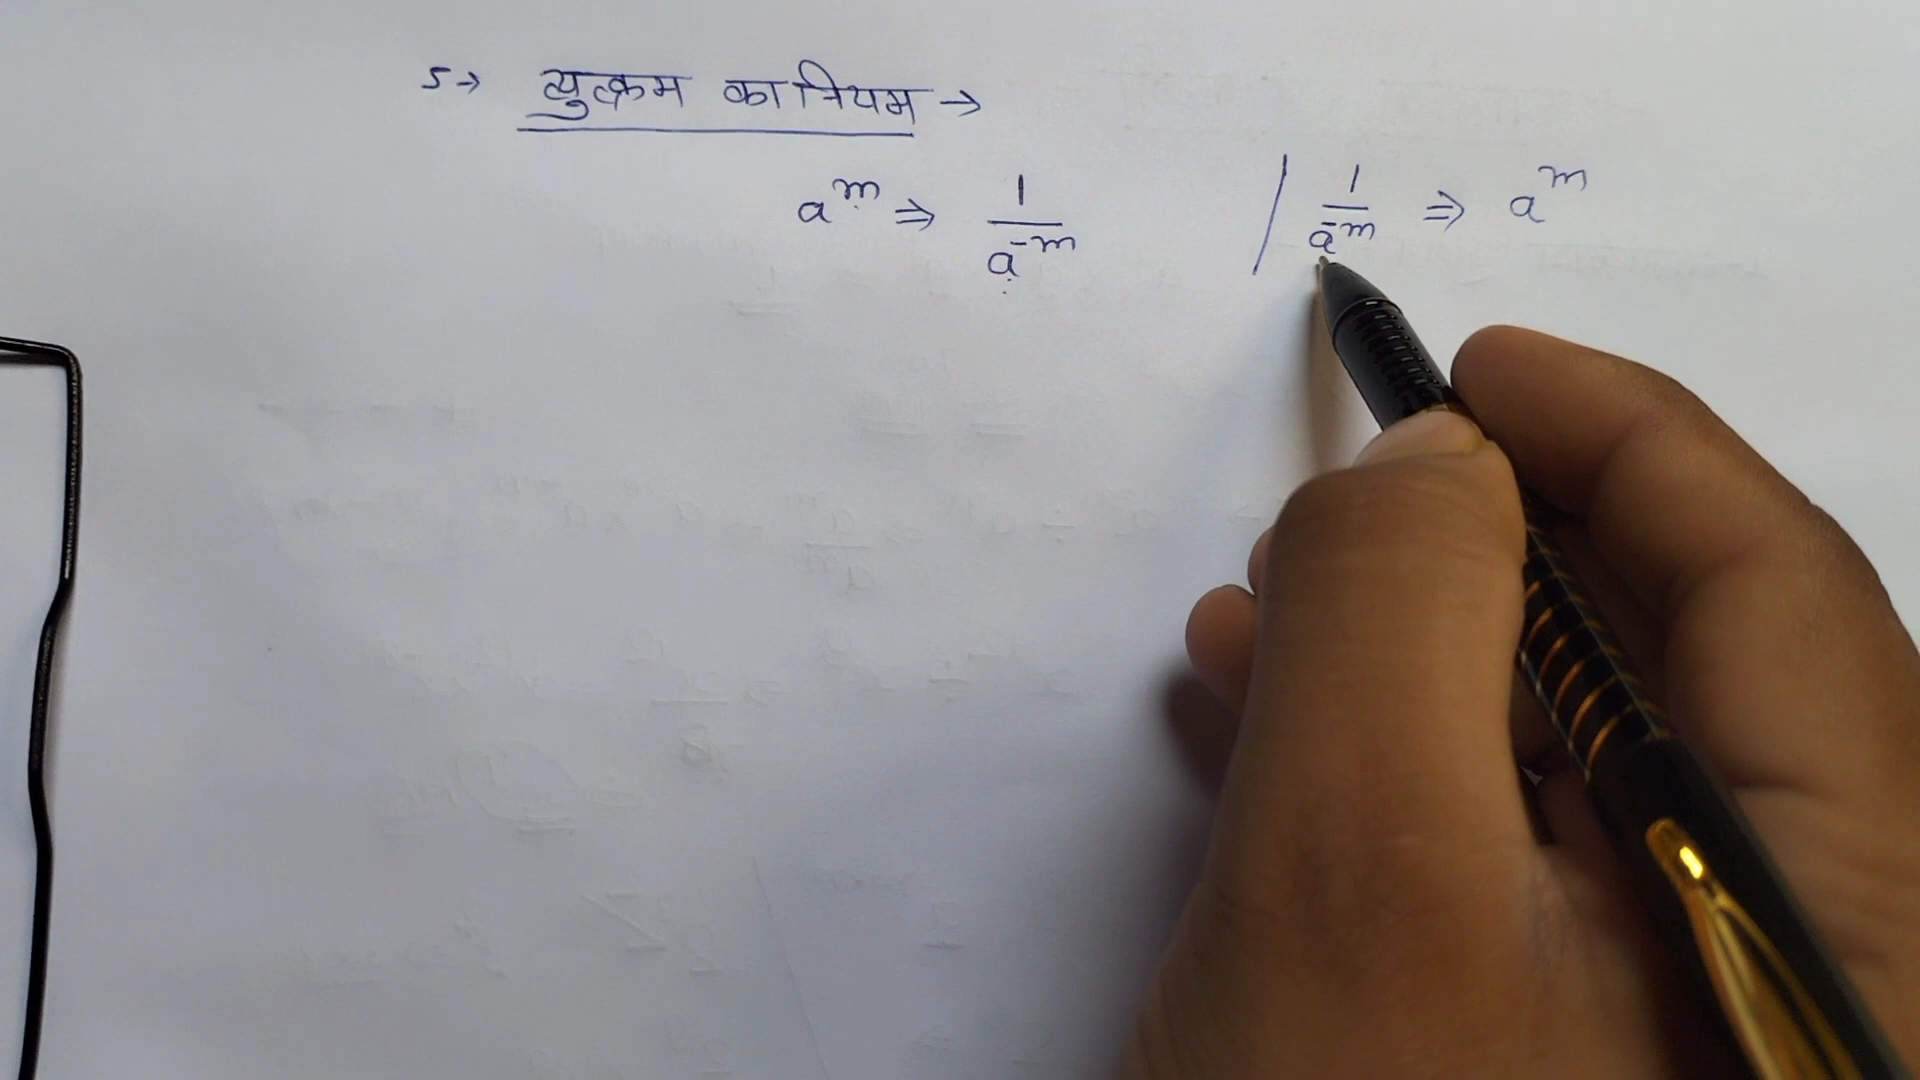 5→ व्युत्क्रम का नियम →
a^m ⇒ 1/a^-m / 1/a^-m ⇒ a^m